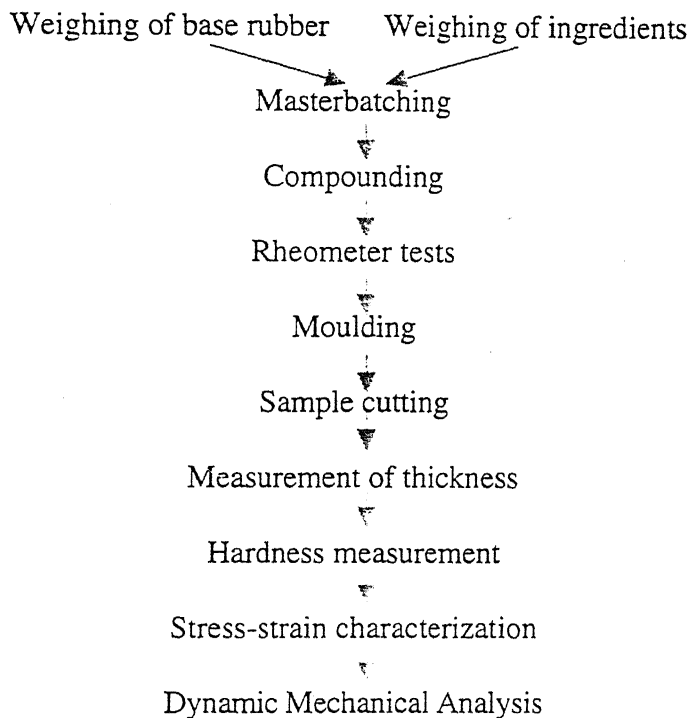 Weighing of base rubber Weighing of ingredients
Masterbatching
Compounding
Rheometer tests
Moulding
Sample cutting
Measurement of thickness
Hardness measurement
Stress-strain characterization
Dynamic Mechanical Analysis